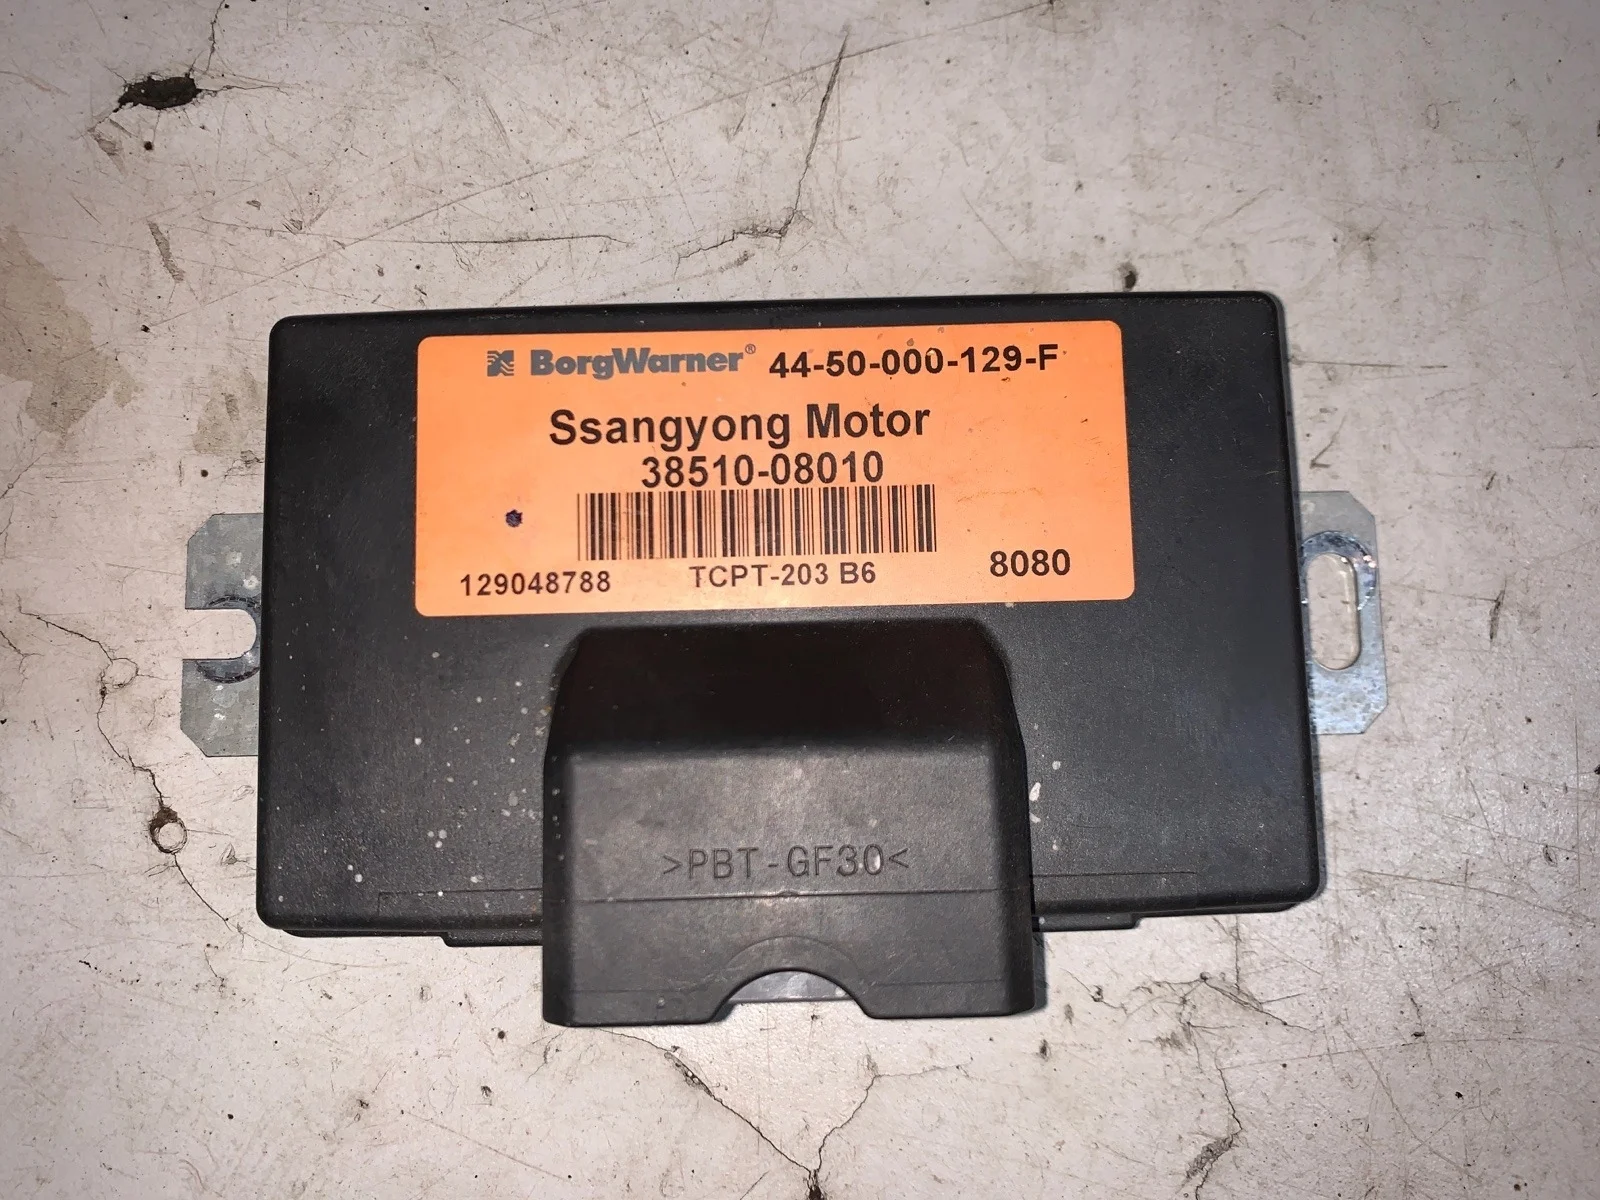 BorgWarner® 44-50-000-129-F
Ssangyong Motor
38510-08010
129048788 TCPT-203 B6 8080
>PBT-GF30<